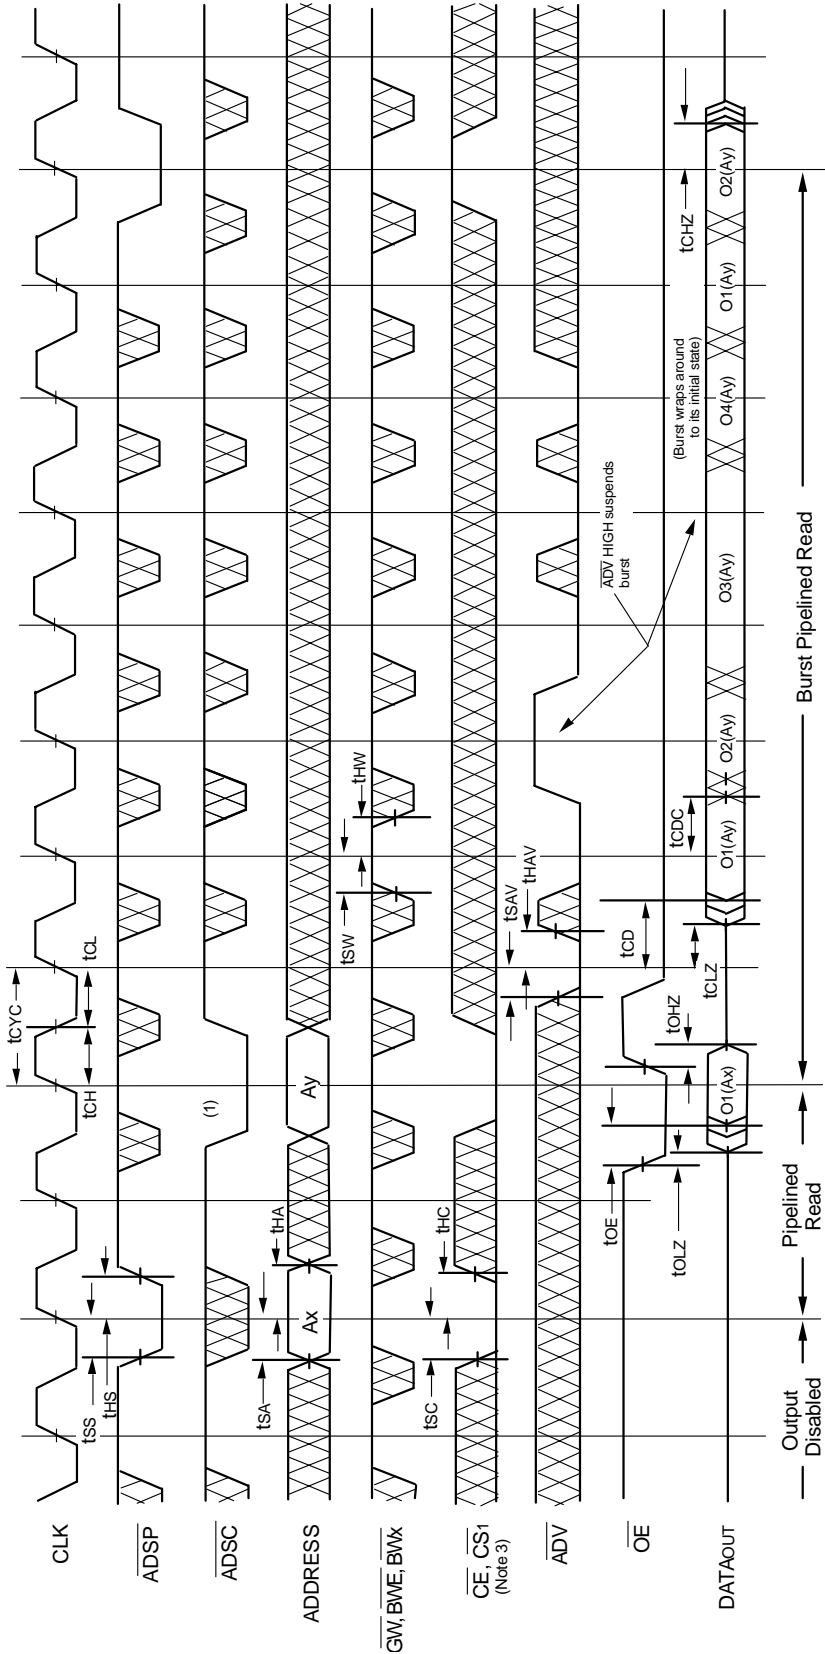 CLK
tCYC
tCH
tCL
tSS
tHS
ADSP
ADSC
(1)
tSA
tHA
ADDRESS
Ax
Ay
tSW
tHW
GW, BWE, BWx
tSC
tHC
CE, CS1
(Note 3)
tSAV
tHAV
ADV
ADV HIGH suspends
burst
OE
tOE
tOHZ
tOLZ
tCD
tCLZ
tCDC
tCHZ
(Burst wraps around
to its initial state)
DATAOUT
O1(Ax)
O1(Ay)
O2(Ay)
O3(Ay)
O4(Ay)
O1(Ay)
O2(Ay)
Output
Disabled
Pipelined
Read
Burst Pipelined Read